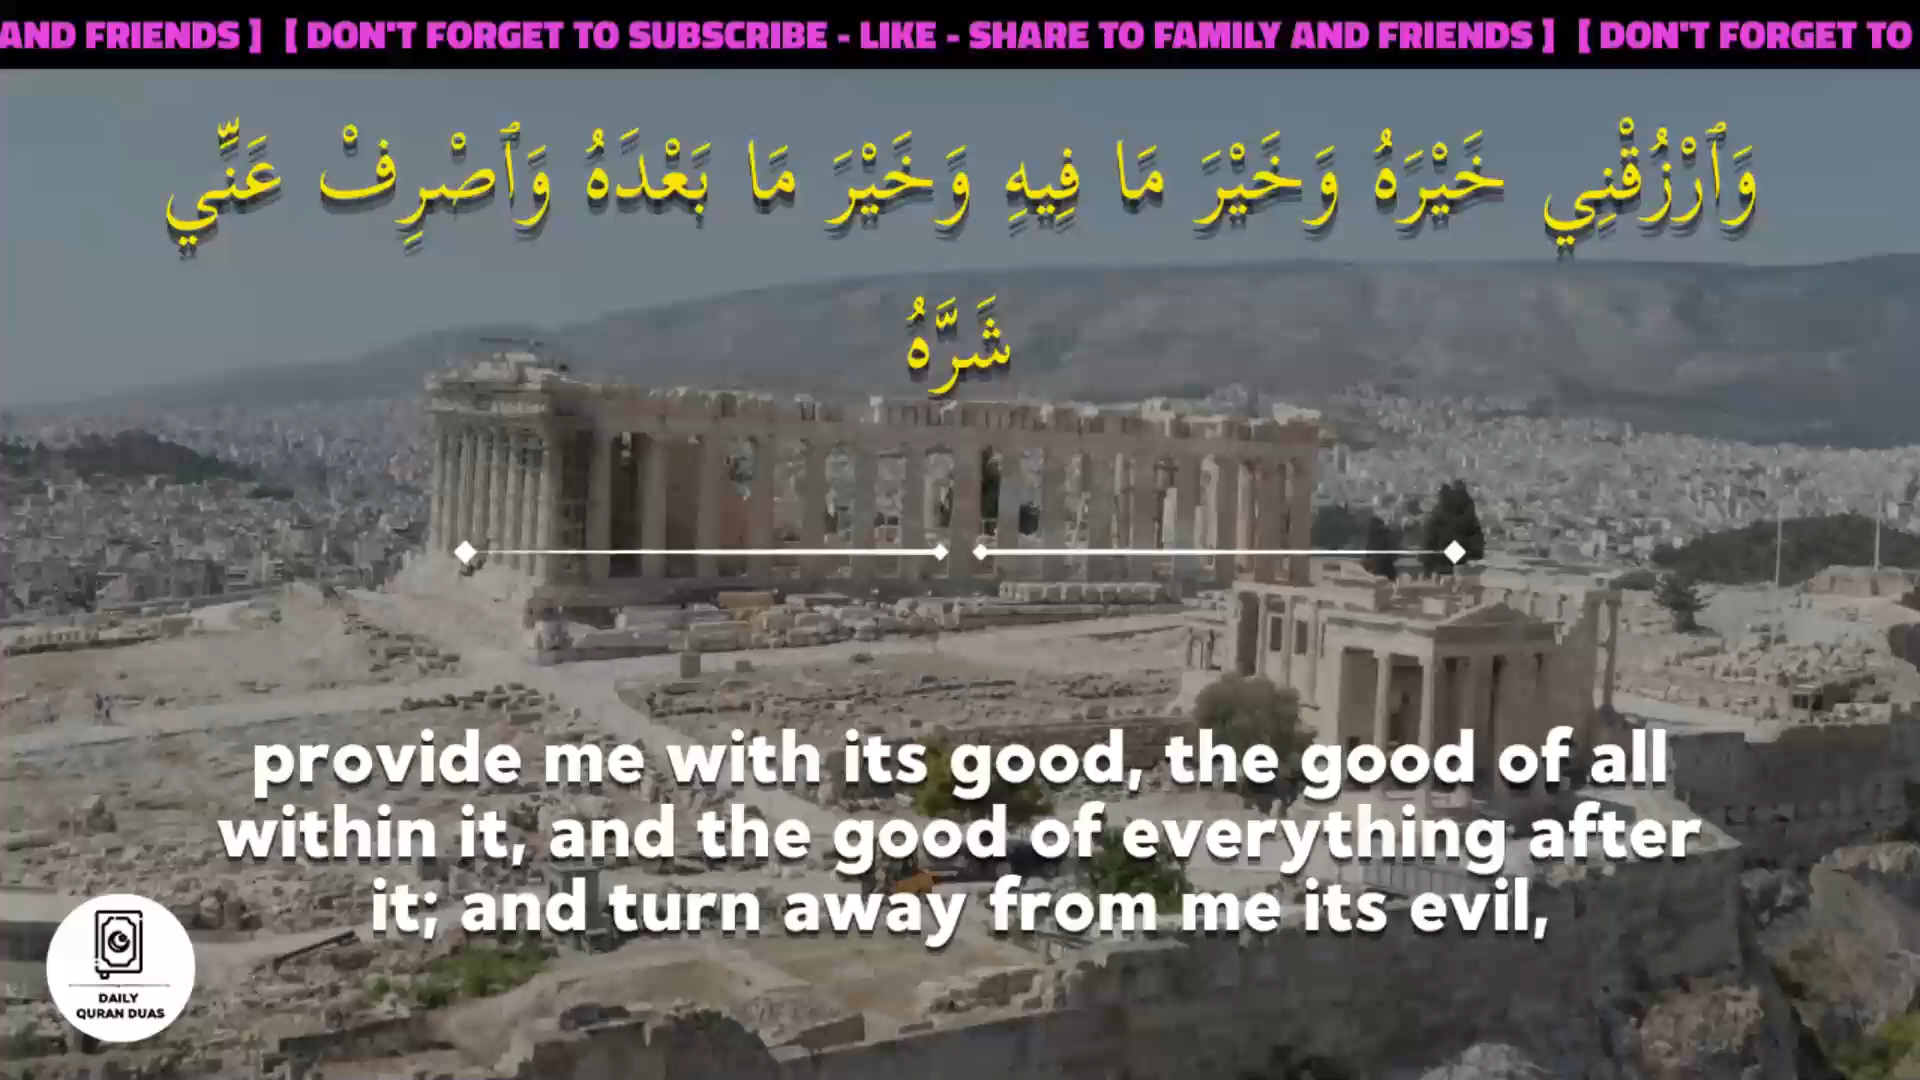 AND FRIENDS ] [ DON'T FORGET TO SUBSCRIBE - LIKE - SHARE TO FAMILY AND FRIENDS ] [ DON'T FORGET TO
وَٱرْزُقْنِي خَيْرَهُ وَخَيْرَ مَا فِيهِ وَخَيْرَ مَا بَعْدَهُ وَٱصْرِفْ عَنِّي
شَرَّهُ
provide me with its good, the good of all
within it, and the good of everything after
it; and turn away from me its evil,
DAILY
QURAN DUAS